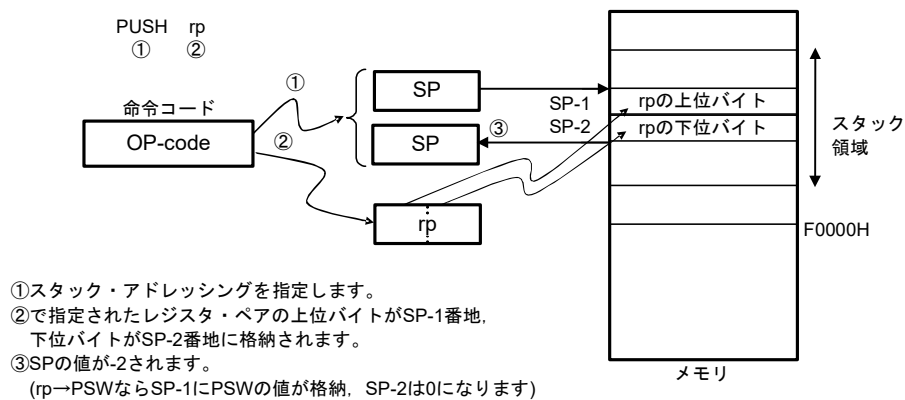 PUSH rp
① ②
命令コード
OP-code
①
②
SP
SP
③
rp
SP-1
SP-2
rpの上位バイト
rpの下位バイト
スタック
領域
F0000H
メモリ
①スタック・アドレッシングを指定します。
②で指定されたレジスタ・ペアの上位バイトがSP-1番地,
下位バイトがSP-2番地に格納されます。
③SPの値が-2されます。
(rp→PSWならSP-1にPSWの値が格納, SP-2は0になります)